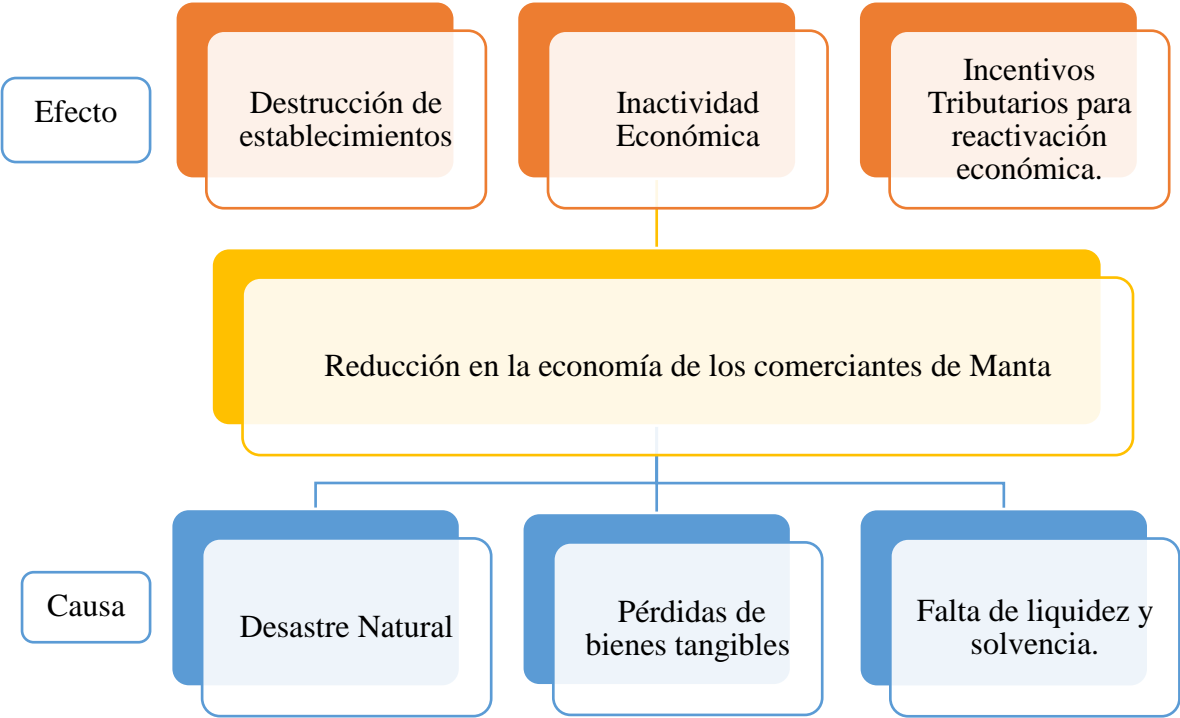 Efecto
Destrucción de
establecimientos
Inactividad
Económica
Incentivos
Tributarios para
reactivación
económica.
Reducción en la economía de los comerciantes de Manta
Causa
Desastre Natural
Pérdidas de
bienes tangibles
Falta de liquidez y
solvencia.